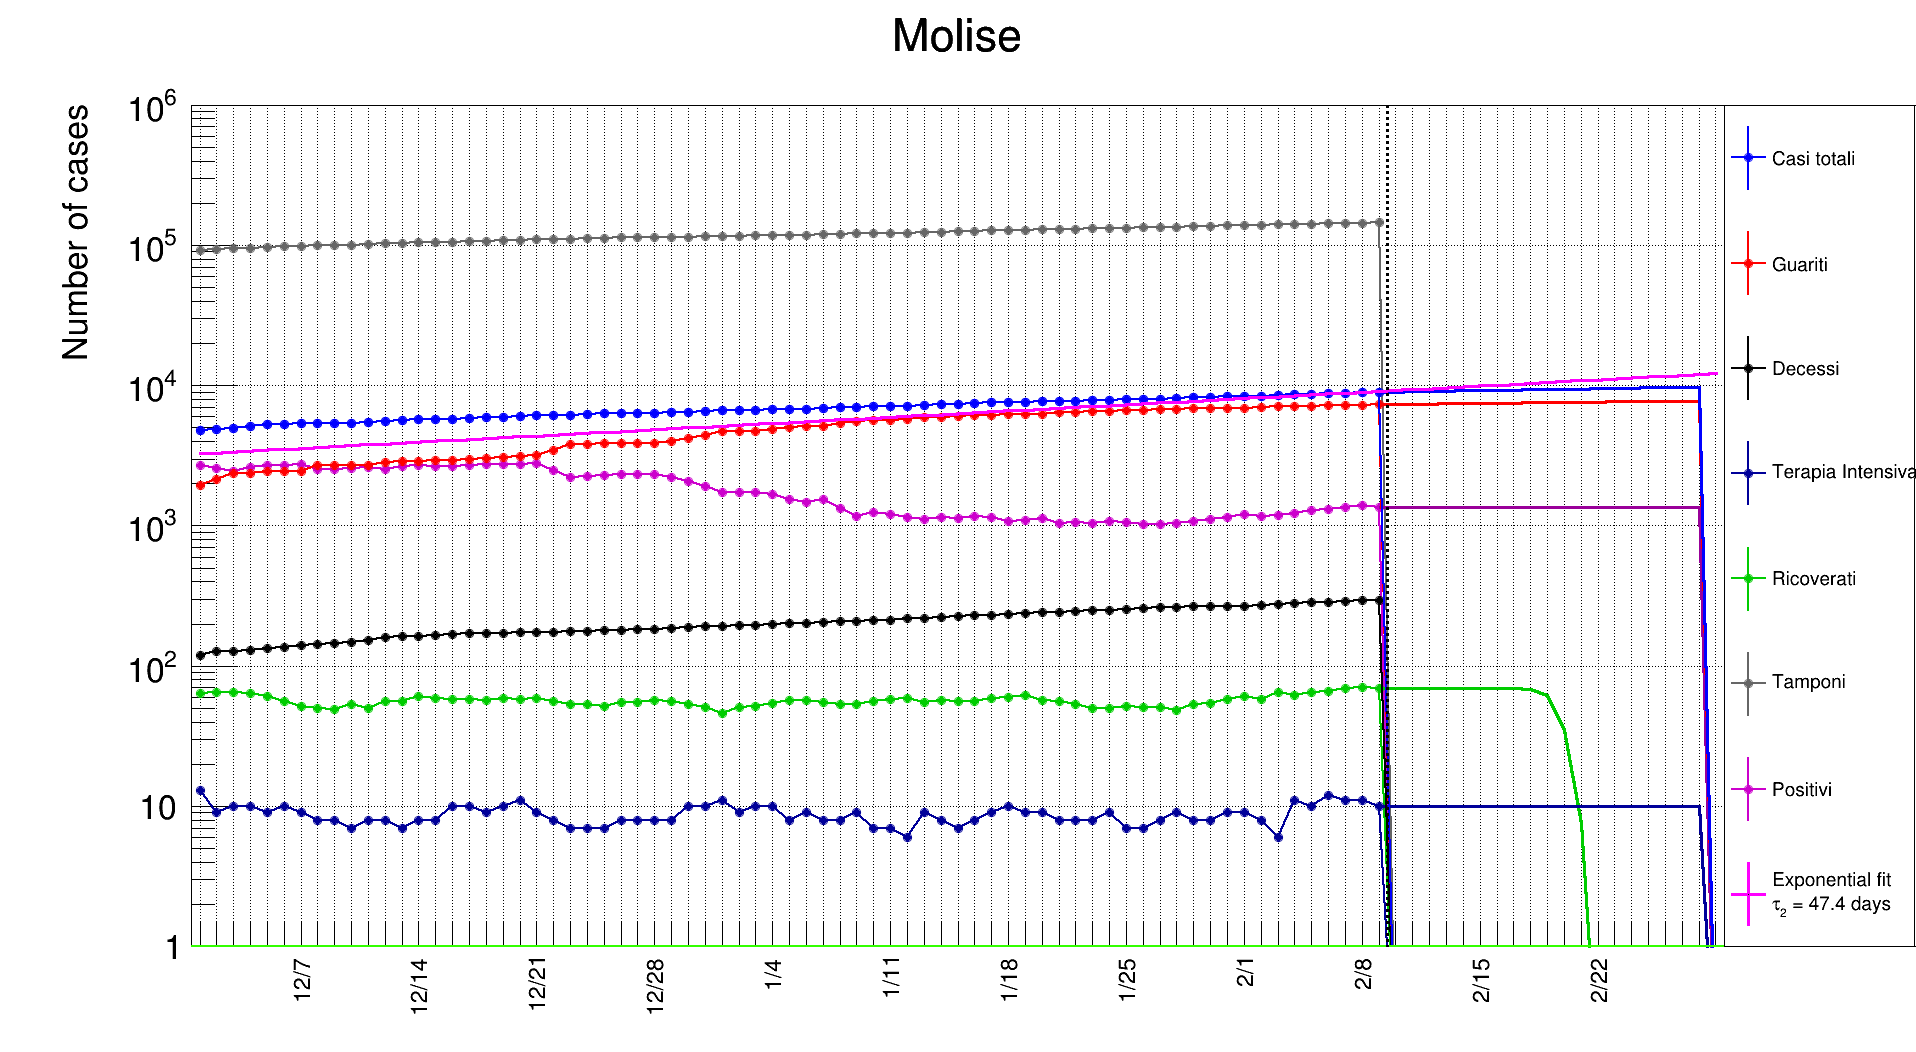 Molise
Number of cases
10^6
10^5
10^4
10^3
10^2
10
1
12/7
12/14
12/21
12/28
1/4
1/11
1/18
1/25
2/1
2/8
2/15
2/22
Casi totali
Guariti
Decessi
Terapia Intensiva
Ricoverati
Tamponi
Positivi
Exponential fit
τ₂ = 47.4 days